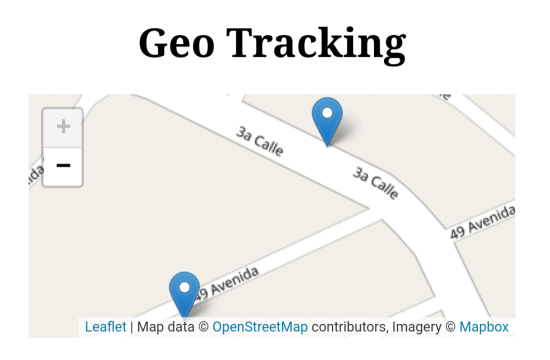 Geo Tracking
+
3a Calle
3a Calle
49 Avenida
−
49 Avenida
Leaflet | Map data © OpenStreetMap contributors, Imagery © Mapbox